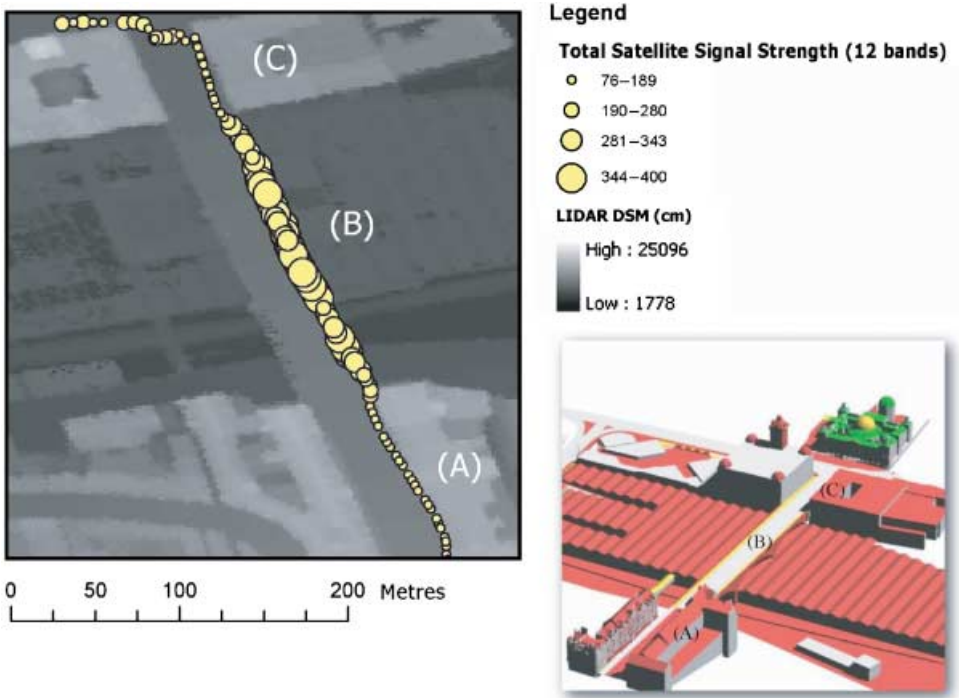 Legend
Total Satellite Signal Strength (12 bands)
76–189
190–280
281–343
344–400
LIDAR DSM (cm)
High : 25096
Low : 1778
(C)
(B)
(A)
0 50 100 200 Metres
(C)
(B)
(A)